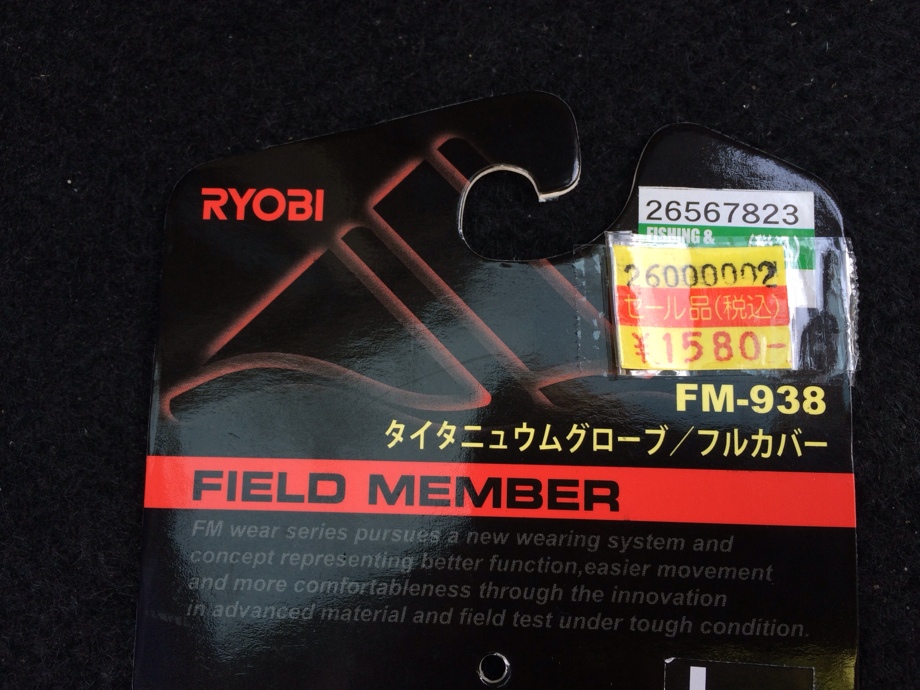 RYOBI
26567823
FISHING &
26000002
セール品(税込)
¥1580-
FM-938
タイタニュウムグローブ/フルカバー
FIELD MEMBER
FM wear series pursues a new wearing system and
concept representing better function,easier movement
and more comfortableness through the innovation
in advanced material and field test under tough condition.